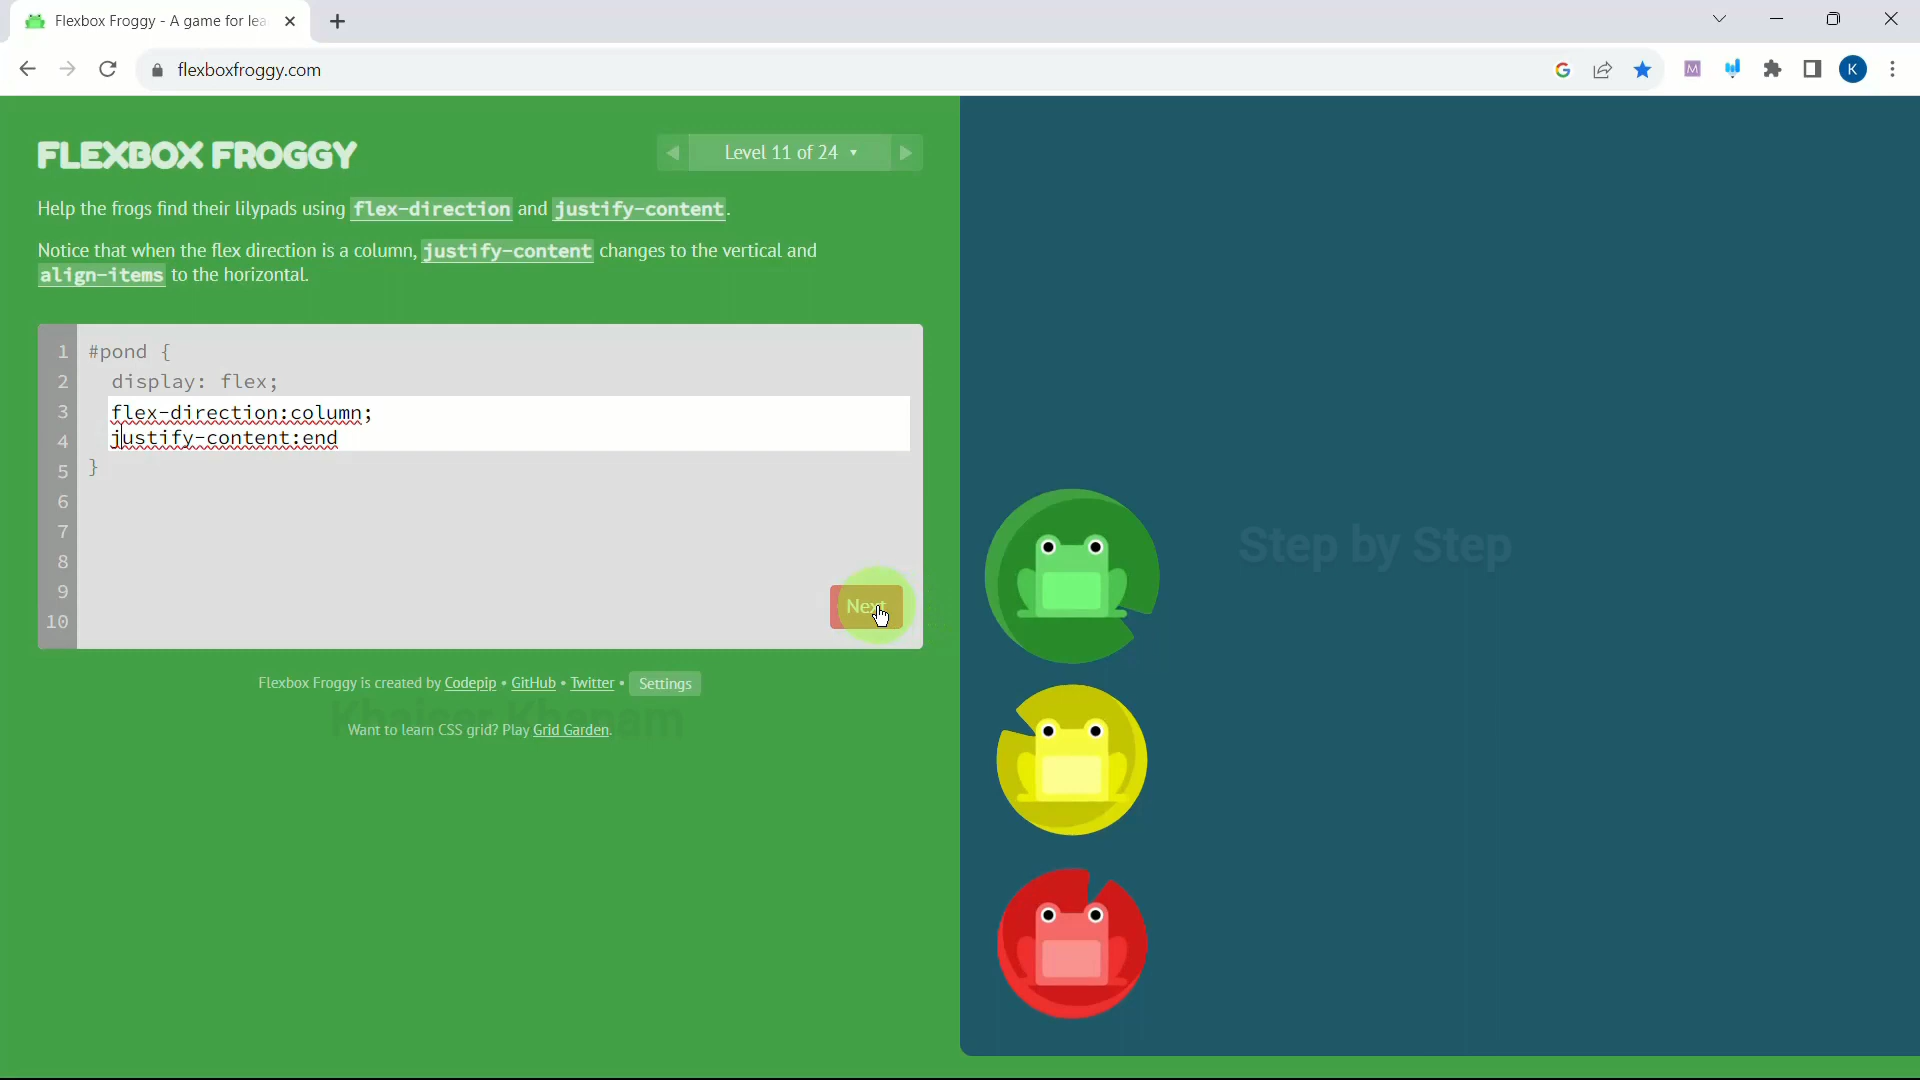 Flexbox Froggy - A game for lea
flexboxfroggy.com
M
K
FLEXBOX FROGGY
Level 11 of 24
Help the frogs find their lilypads using flex-direction and justify-content.
Notice that when the flex direction is a column, justify-content changes to the vertical and
align-items to the horizontal.
1 #pond {
2 display: flex;
3 flex-direction:column;
4 justify-content:end
5 }
6
7
8
9
10
Next
Step by Step
Flexbox Froggy is created by Codepip • GitHub • Twitter • Settings
Khaiser Khanam
Want to learn CSS grid? Play Grid Garden.